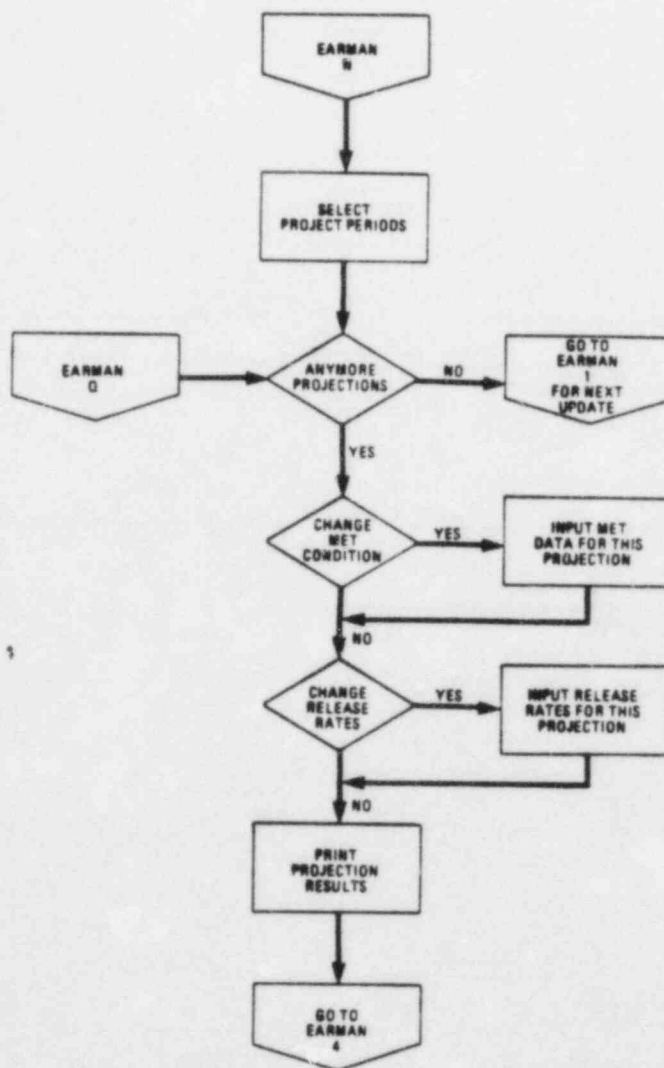 EARMAN
N
SELECT
PROJECT PERIODS
EARMAN
Q
ANYMORE
PROJECTIONS
NO
GO TO
EARMAN
1
FOR NEXT
UPDATE
YES
CHANGE
MET
CONDITION
YES
INPUT MET
DATA FOR THIS
PROJECTION
NO
CHANGE
RELEASE
RATES
YES
INPUT RELEASE
RATES FOR THIS
PROJECTION
NO
PRINT
PROJECTION
RESULTS
GO TO
EARMAN
4